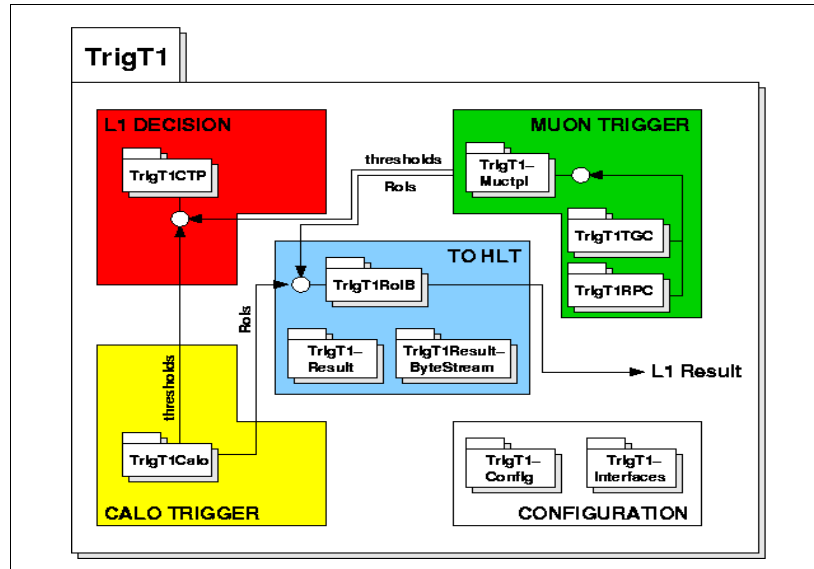 TrigT1
L1 DECISION
TrigT1CTP
MUON TRIGGER
TrigT1–
Muctpi
thresholds
RoIs
TrigT1TGC
TrigT1RPC
TO HLT
TrigT1RoIB
TrigT1–
Result
TrigT1Result–
ByteStream
RoIs
thresholds
L1 Result
TrigT1Calo
CALO TRIGGER
TrigT1–
Config
TrigT1–
Interfaces
CONFIGURATION